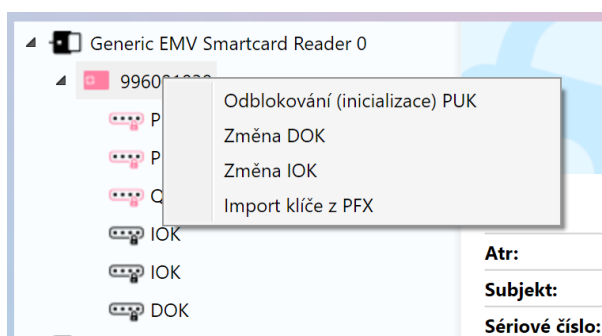 Generic EMV Smartcard Reader 0
Odblokování (inicializace) PUK
Změna DOK
P
Změna IOK
P
Import klíče z PFX
Q
IOK
IOK
DOK
Atr:
Subjekt:
Sériové číslo: